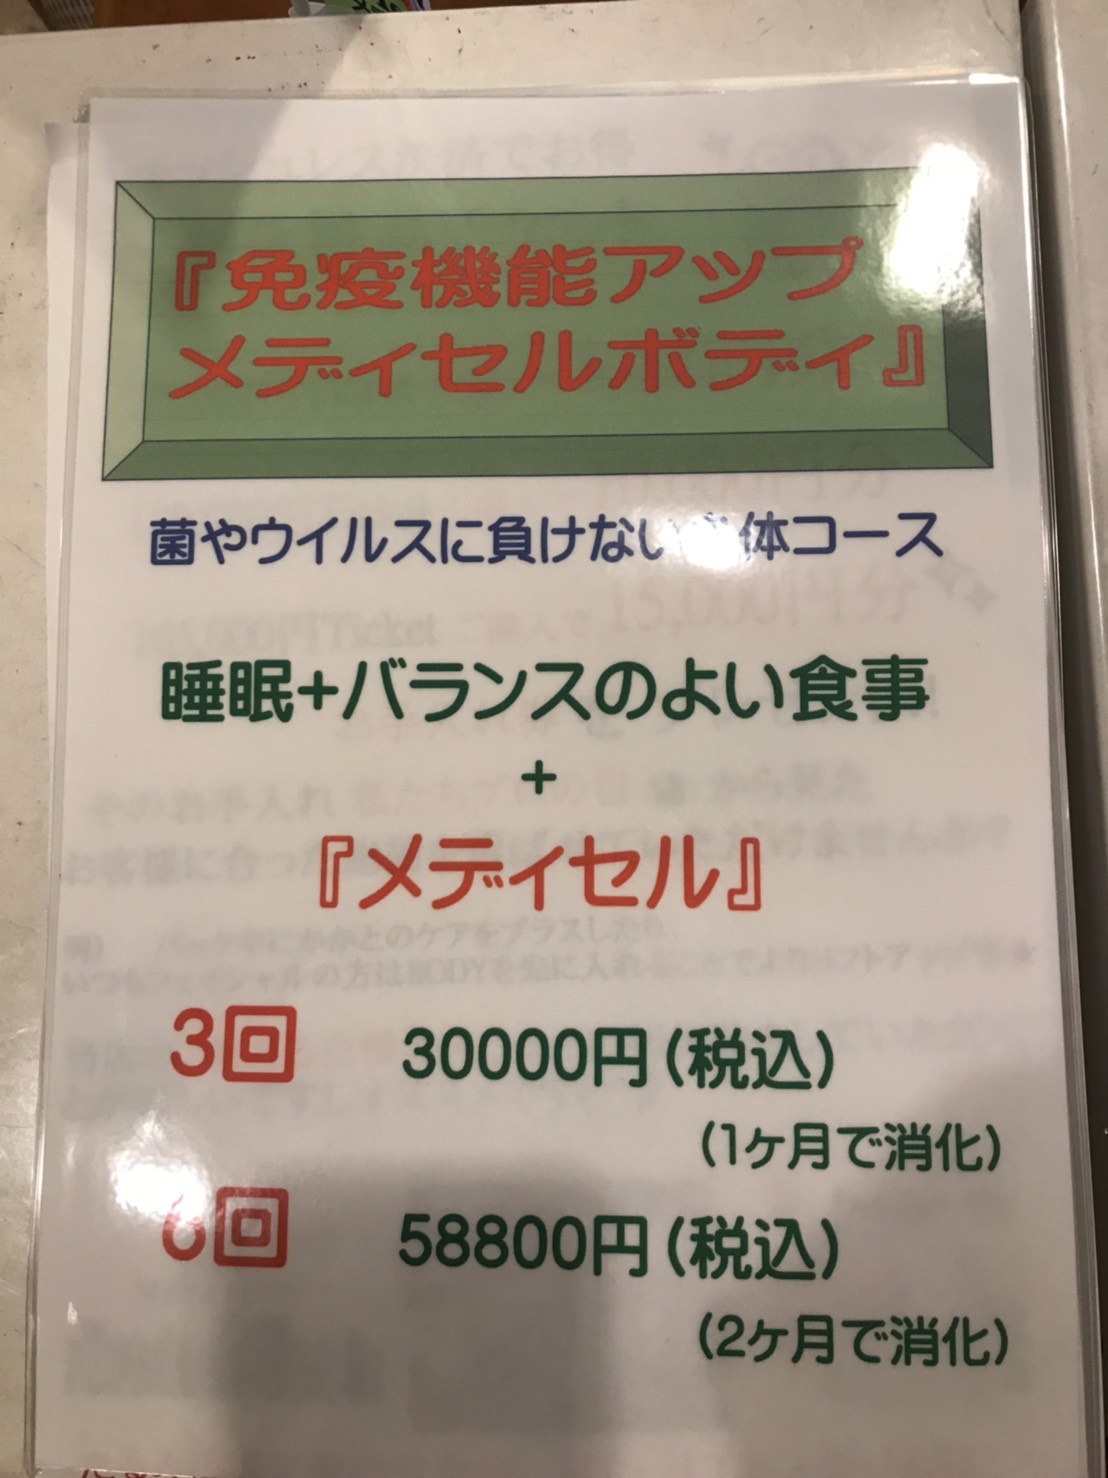 『免疫機能アップ
メディセルボディ』
菌やウイルスに負けない 体コース
睡眠+バランスのよい食事
+
『メディセル』
3回 30000円(税込)
(1ヶ月で消化)
6回 58800円(税込)
(2ヶ月で消化)